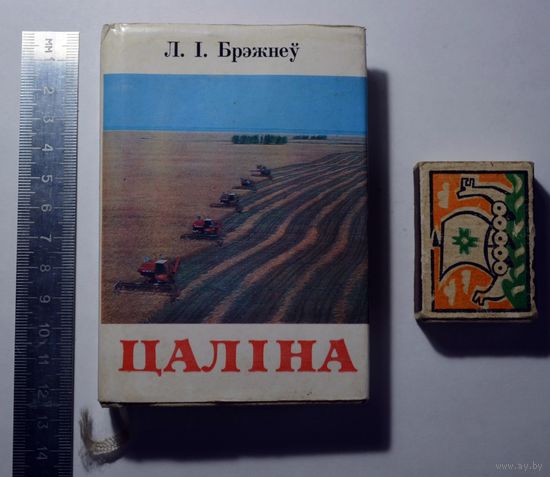 Л. І. Брэжнеў
ЦАЛІНА
мм 1 2 3 4 5 6 7 8 9 10 11 12 13 14
www.ay.by